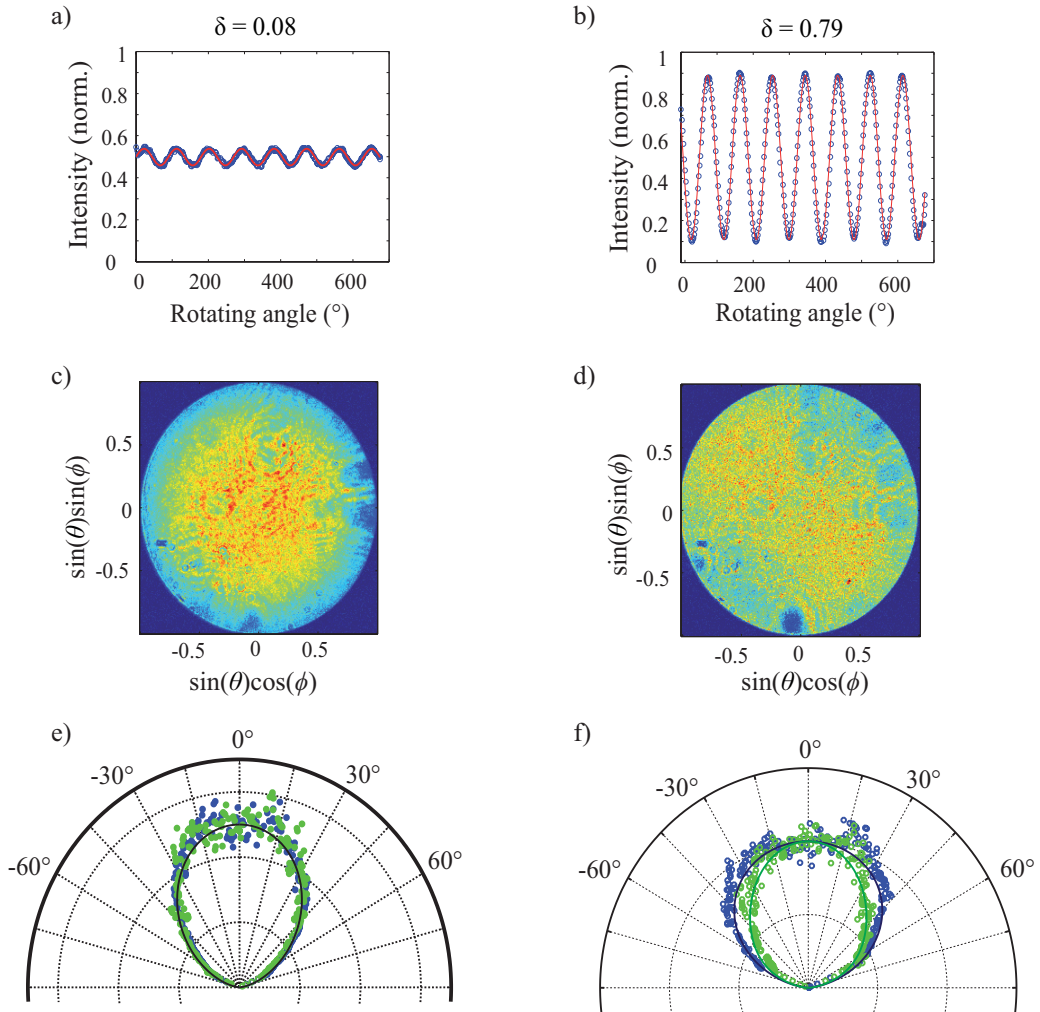 a)
δ = 0.08
Intensity (norm.)
1
0.8
0.6
0.4
0.2
0
0
200
400
600
Rotating angle (°)
b)
δ = 0.79
Intensity (norm.)
1
0.8
0.6
0.4
0.2
0
0
200
400
600
Rotating angle (°)
c)
sin(θ)sin(ϕ)
0.5
0
-0.5
-0.5
0
0.5
sin(θ)cos(ϕ)
d)
sin(θ)sin(ϕ)
0.5
0
-0.5
-0.5
0
0.5
sin(θ)cos(ϕ)
e)
0°
-30°
30°
-60°
60°
f)
0°
-30°
30°
-60°
60°